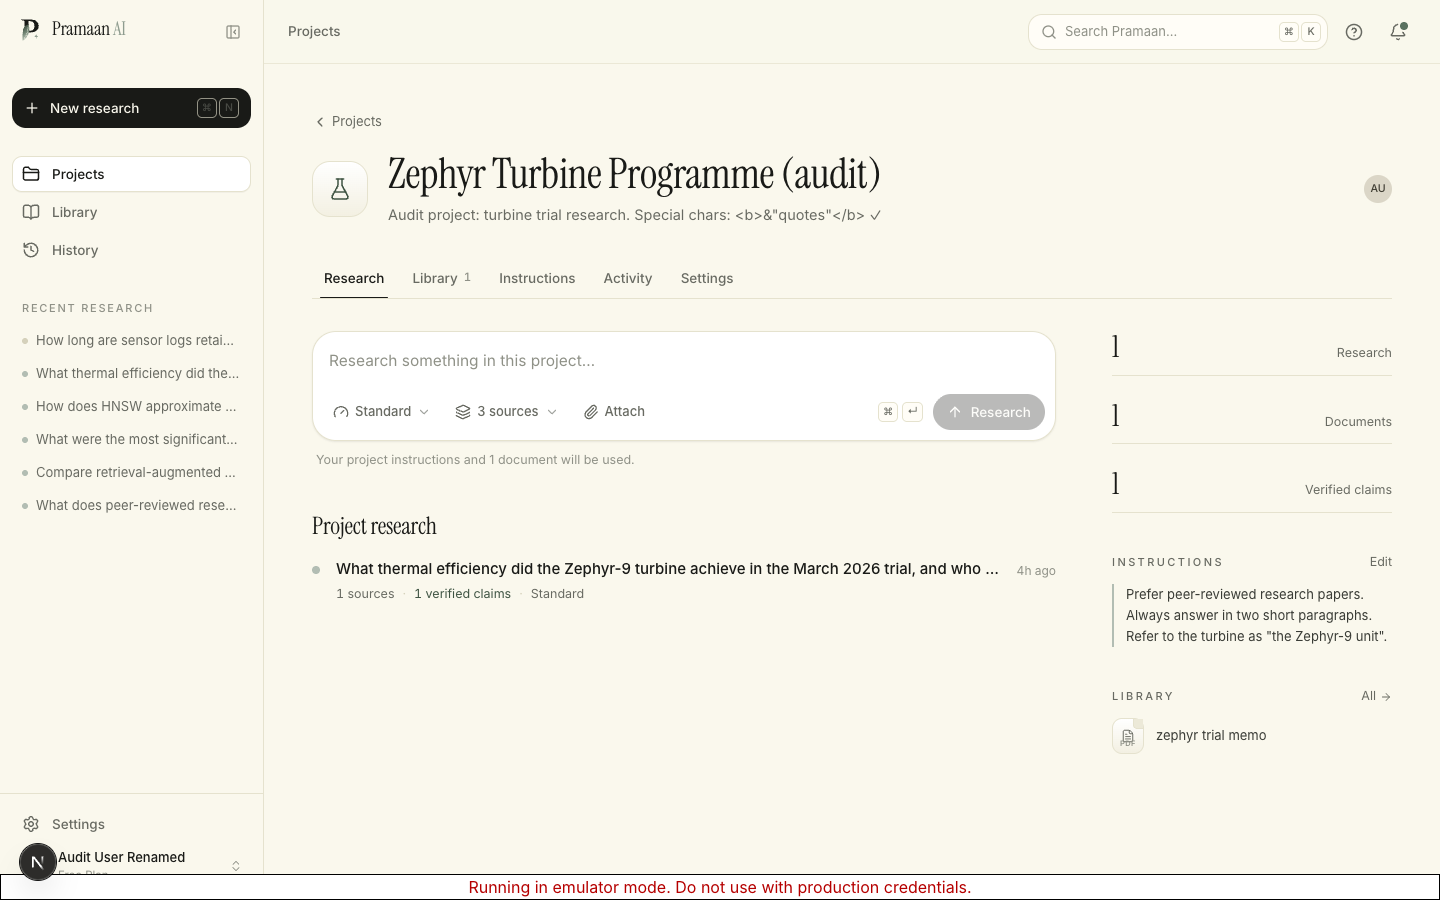 Pramaan AI
New research ⌘ N
Projects
Library
History
RECENT RESEARCH
How long are sensor logs retai...
What thermal efficiency did the...
How does HNSW approximate ...
What were the most significant...
Compare retrieval-augmented ...
What does peer-reviewed rese...
Settings
N
Audit User Renamed
Free Plan
Projects
Search Pramaan... ⌘ K
Projects
Zephyr Turbine Programme (audit)
Audit project: turbine trial research. Special chars: <b>&"quotes"</b> ✓
AU
Research Library 1 Instructions Activity Settings
Research something in this project...
Standard 3 sources Attach ⌘ ↵ Research
Your project instructions and 1 document will be used.
Project research
What thermal efficiency did the Zephyr-9 turbine achieve in the March 2026 trial, and who ... 4h ago
1 sources · 1 verified claims · Standard
1 Research
1 Documents
1 Verified claims
INSTRUCTIONS Edit
Prefer peer-reviewed research papers.
Always answer in two short paragraphs.
Refer to the turbine as "the Zephyr-9 unit".
LIBRARY All →
PDF
zephyr trial memo
Running in emulator mode. Do not use with production credentials.